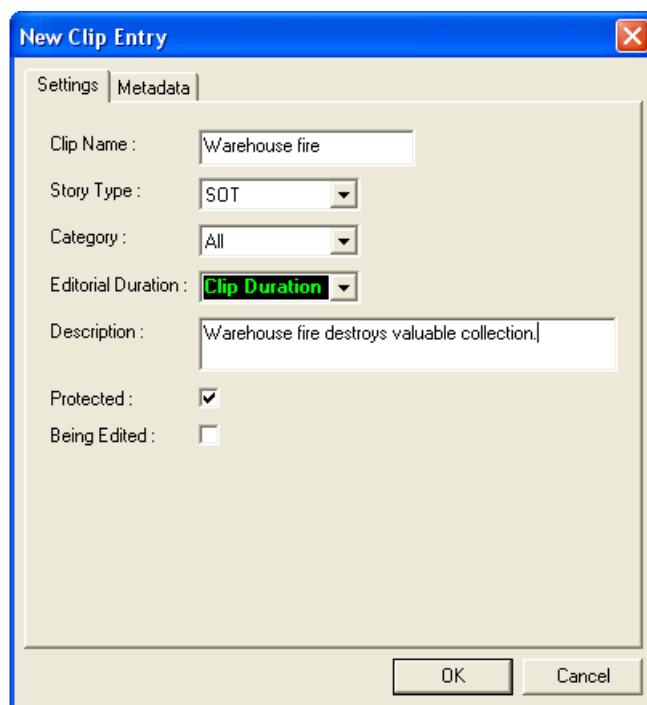 New Clip Entry
Settings Metadata
Clip Name : Warehouse fire
Story Type : SOT
Category : All
Editorial Duration : Clip Duration
Description : Warehouse fire destroys valuable collection.
Protected :
Being Edited :
OK Cancel